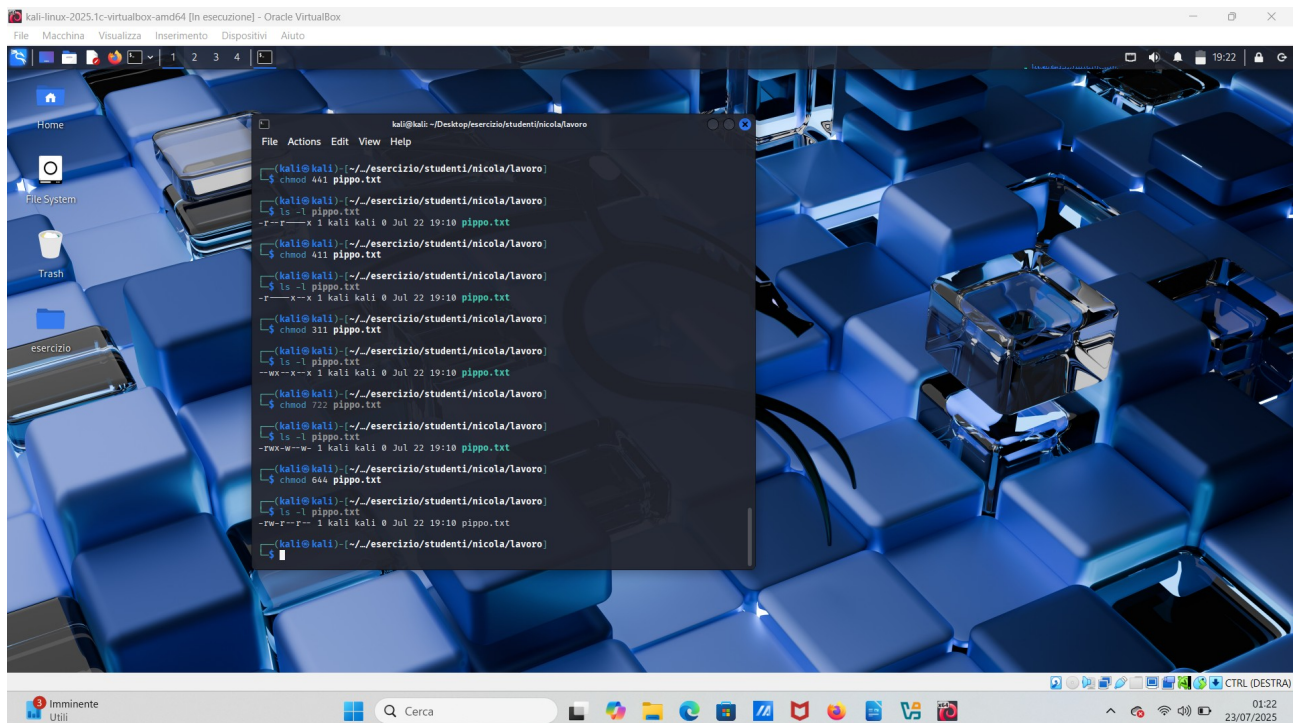 kali-linux-2025.1c-virtualbox-amd64 [In esecuzione] - Oracle VirtualBox
File Macchina Visualizza Inserimento Dispositivi Aiuto
1 2 3 4
19:22
Home
File System
Trash
esercizio
kali@kali: ~/Desktop/esercizio/studenti/nicola/lavoro
File Actions Edit View Help
(kali㉿kali)-[~/…/esercizio/studenti/nicola/lavoro]
$ chmod 441 pippo.txt
(kali㉿kali)-[~/…/esercizio/studenti/nicola/lavoro]
$ ls -l pippo.txt
-r--r----x 1 kali kali 0 Jul 22 19:10 pippo.txt
(kali㉿kali)-[~/…/esercizio/studenti/nicola/lavoro]
$ chmod 411 pippo.txt
(kali㉿kali)-[~/…/esercizio/studenti/nicola/lavoro]
$ ls -l pippo.txt
-r----x--x 1 kali kali 0 Jul 22 19:10 pippo.txt
(kali㉿kali)-[~/…/esercizio/studenti/nicola/lavoro]
$ chmod 311 pippo.txt
(kali㉿kali)-[~/…/esercizio/studenti/nicola/lavoro]
$ ls -l pippo.txt
--wx--x--x 1 kali kali 0 Jul 22 19:10 pippo.txt
(kali㉿kali)-[~/…/esercizio/studenti/nicola/lavoro]
$ chmod 722 pippo.txt
(kali㉿kali)-[~/…/esercizio/studenti/nicola/lavoro]
$ ls -l pippo.txt
-rwx-w--w- 1 kali kali 0 Jul 22 19:10 pippo.txt
(kali㉿kali)-[~/…/esercizio/studenti/nicola/lavoro]
$ chmod 644 pippo.txt
(kali㉿kali)-[~/…/esercizio/studenti/nicola/lavoro]
$ ls -l pippo.txt
-rw-r--r-- 1 kali kali 0 Jul 22 19:10 pippo.txt
(kali㉿kali)-[~/…/esercizio/studenti/nicola/lavoro]
$
CTRL (DESTRA)
3
Imminente
Utili
Cerca
01:22
23/07/2025